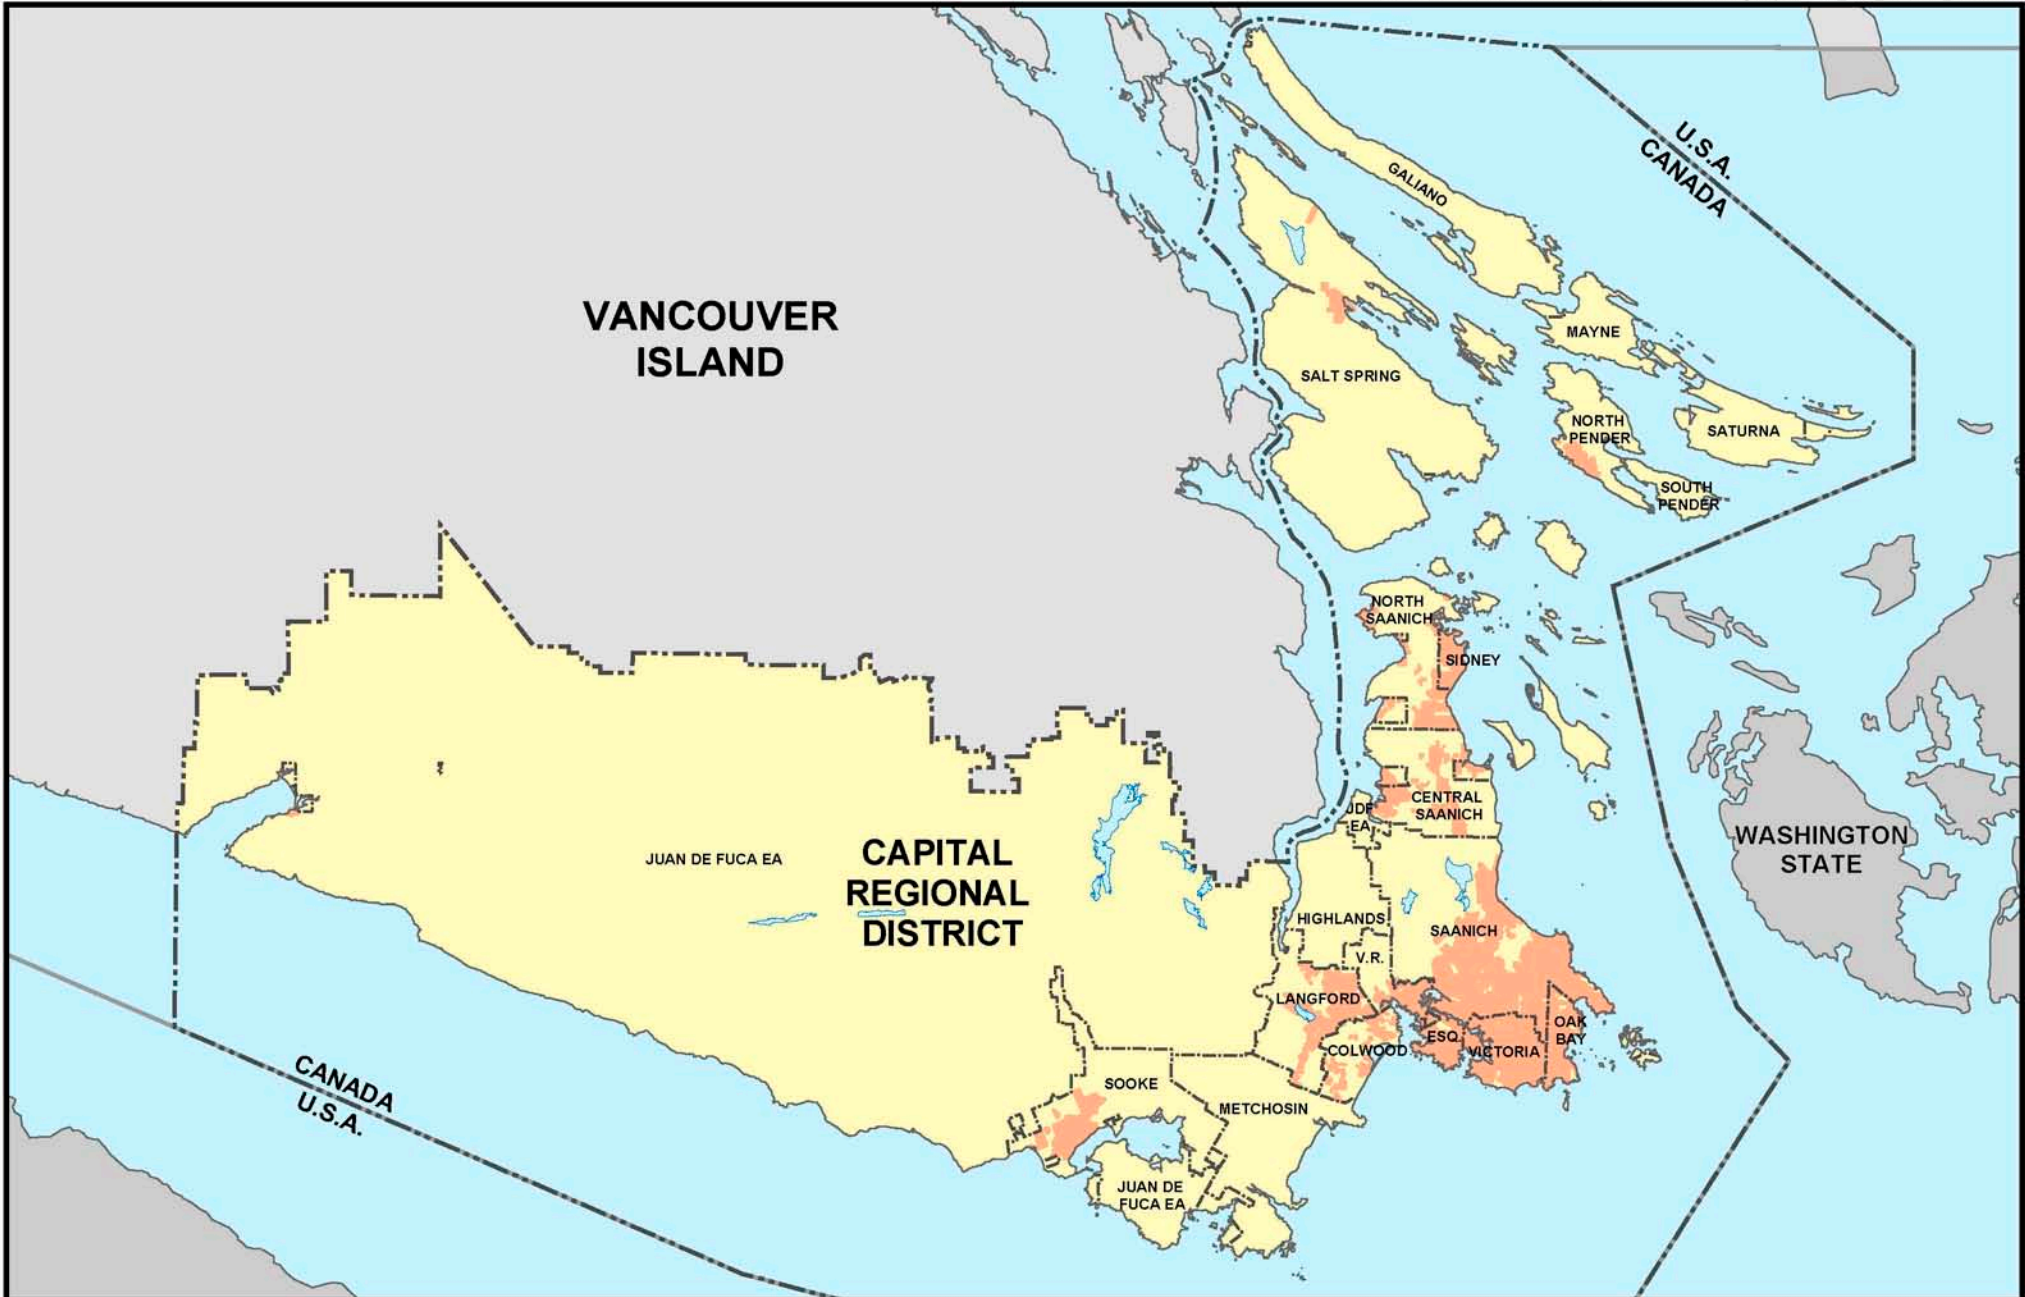 U.S.A.
CANADA
GALIANO
VANCOUVER
ISLAND
MAYNE
SALT SPRING
NORTH
PENDER
SATURNA
SOUTH
PENDER
NORTH
SAANICH
SIDNEY
CENTRAL
SAANICH
JDF
EA
WASHINGTON
STATE
JUAN DE FUCA EA
CAPITAL
REGIONAL
DISTRICT
HIGHLANDS
SAANICH
V.R.
LANGFORD
OAK
BAY
ESQ
VICTORIA
COLWOOD
CANADA
U.S.A.
SOOKE
METCHOSIN
JUAN DE
FUCA EA